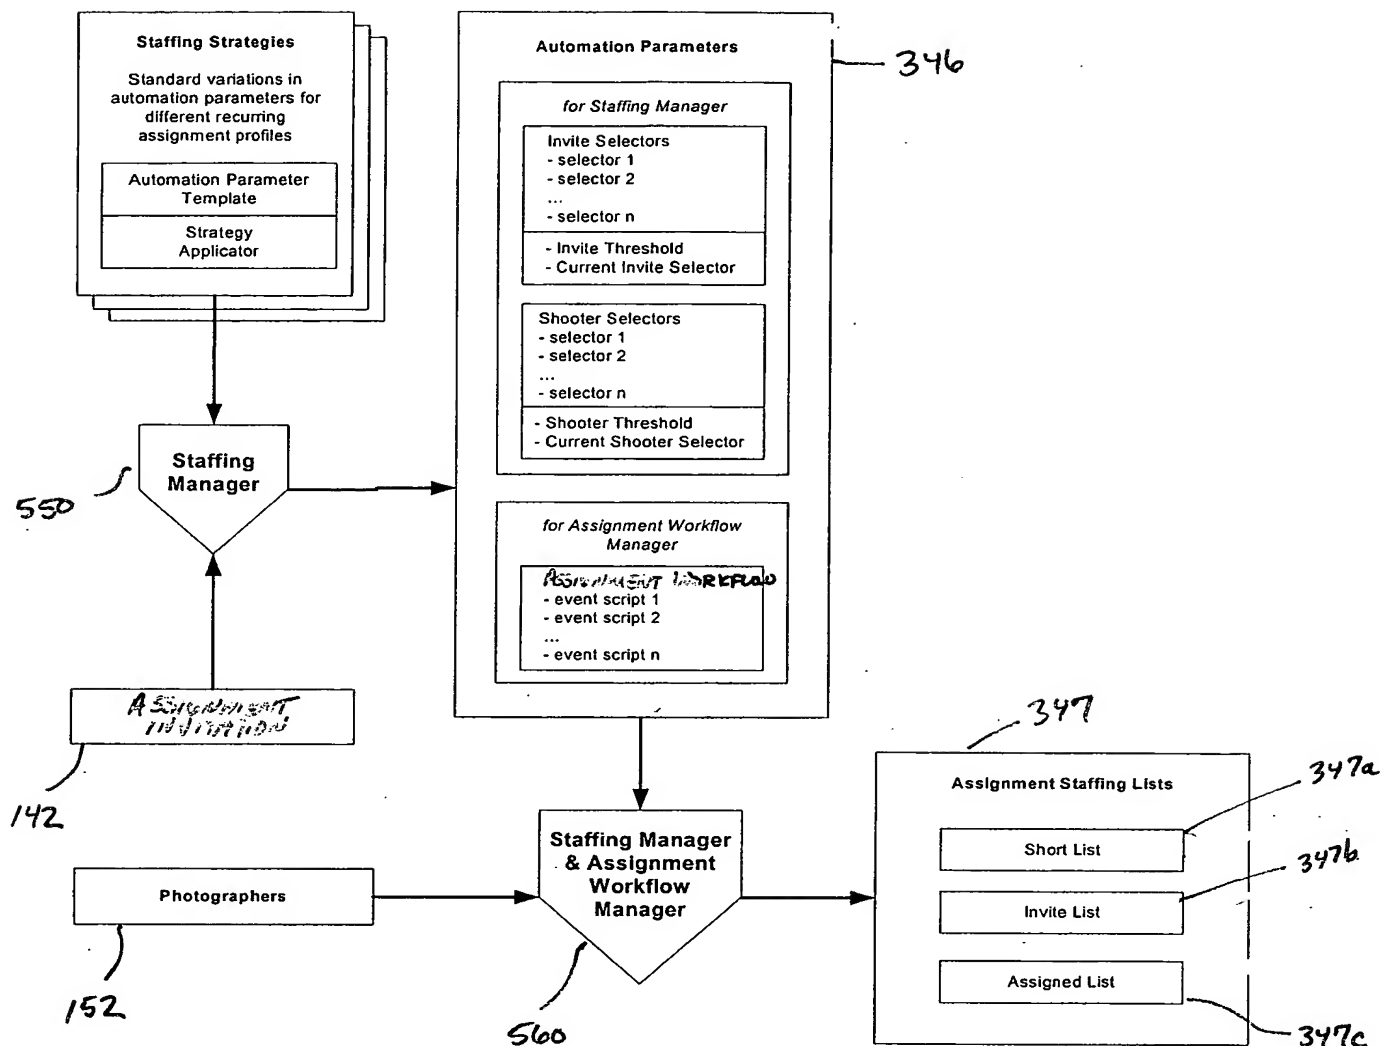 Staffing Strategies
Standard variations in
automation parameters for
different recurring
assignment profiles
Automation Parameter
Template
Strategy
Applicator
Automation Parameters
346
for Staffing Manager
Invite Selectors
- selector 1
- selector 2
...
- selector n
- Invite Threshold
- Current Invite Selector
Shooter Selectors
- selector 1
- selector 2
...
- selector n
- Shooter Threshold
- Current Shooter Selector
Staffing
Manager
550
for Assignment Workflow
Manager
ASSIGNMENT WORKFLOW
- event script 1
- event script 2
...
- event script n
ASSIGNMENT
INVITATION
142
347
Assignment Staffing Lists
347a
Short List
347b
Invite List
Assigned List
347c
Staffing Manager
& Assignment
Workflow
Manager
560
Photographers
152